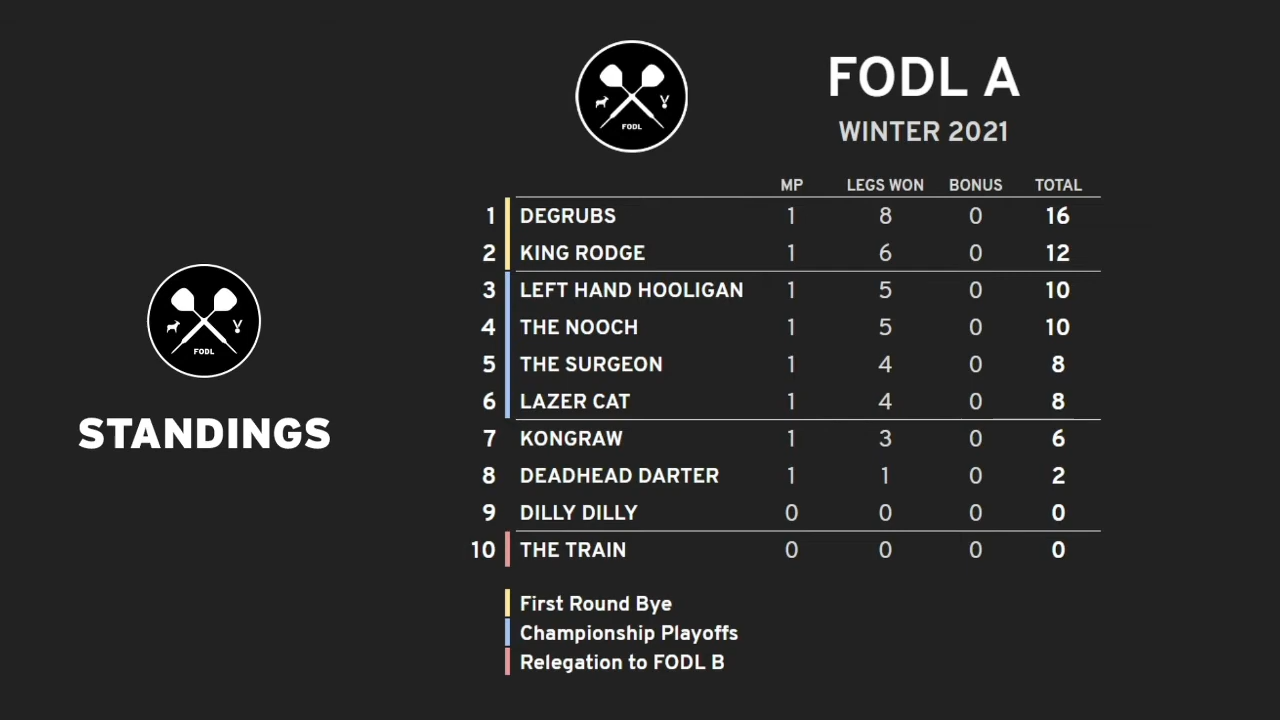 FODL
FODL A
WINTER 2021
MP LEGS WON BONUS TOTAL
1 DEGRUBS 1 8 0 16
2 KING RODGE 1 6 0 12
3 LEFT HAND HOOLIGAN 1 5 0 10
4 THE NOOCH 1 5 0 10
5 THE SURGEON 1 4 0 8
6 LAZER CAT 1 4 0 8
7 KONGRAW 1 3 0 6
8 DEADHEAD DARTER 1 1 0 2
9 DILLY DILLY 0 0 0 0
10 THE TRAIN 0 0 0 0
First Round Bye
Championship Playoffs
Relegation to FODL B
FODL
STANDINGS